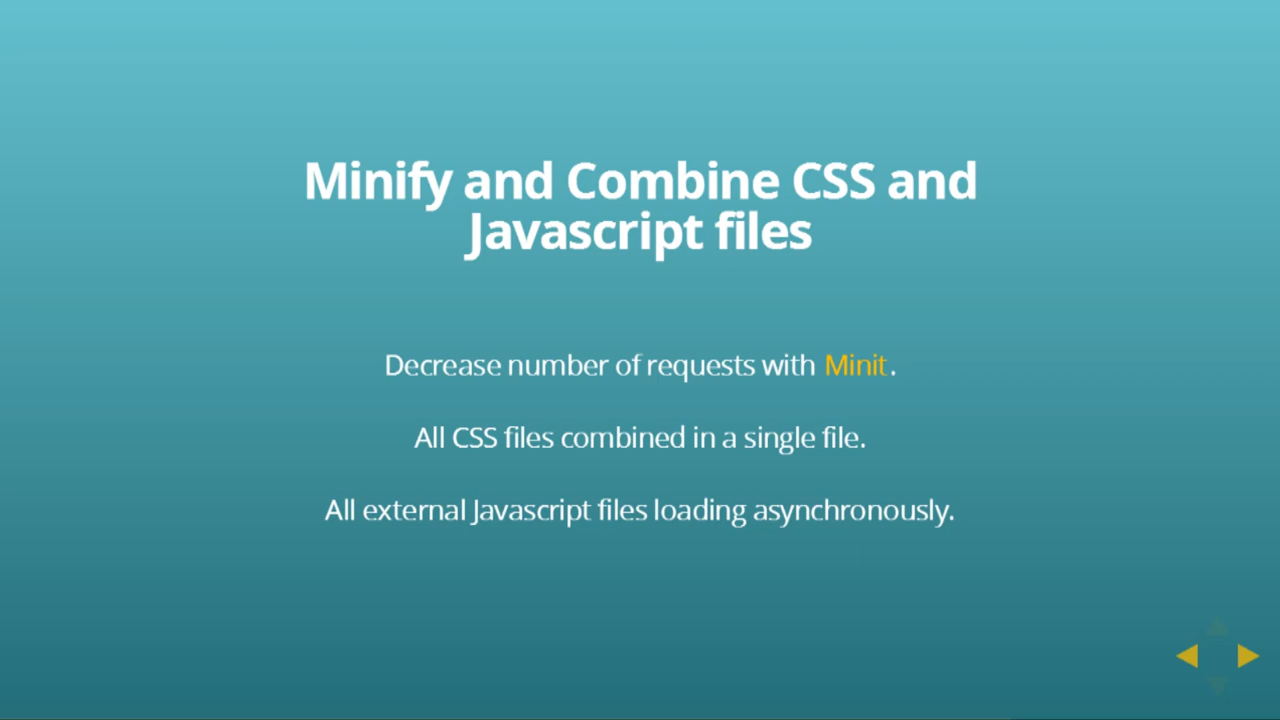 Minify and Combine CSS and
Javascript files
Decrease number of requests with Minit.
All CSS files combined in a single file.
All external Javascript files loading asynchronously.